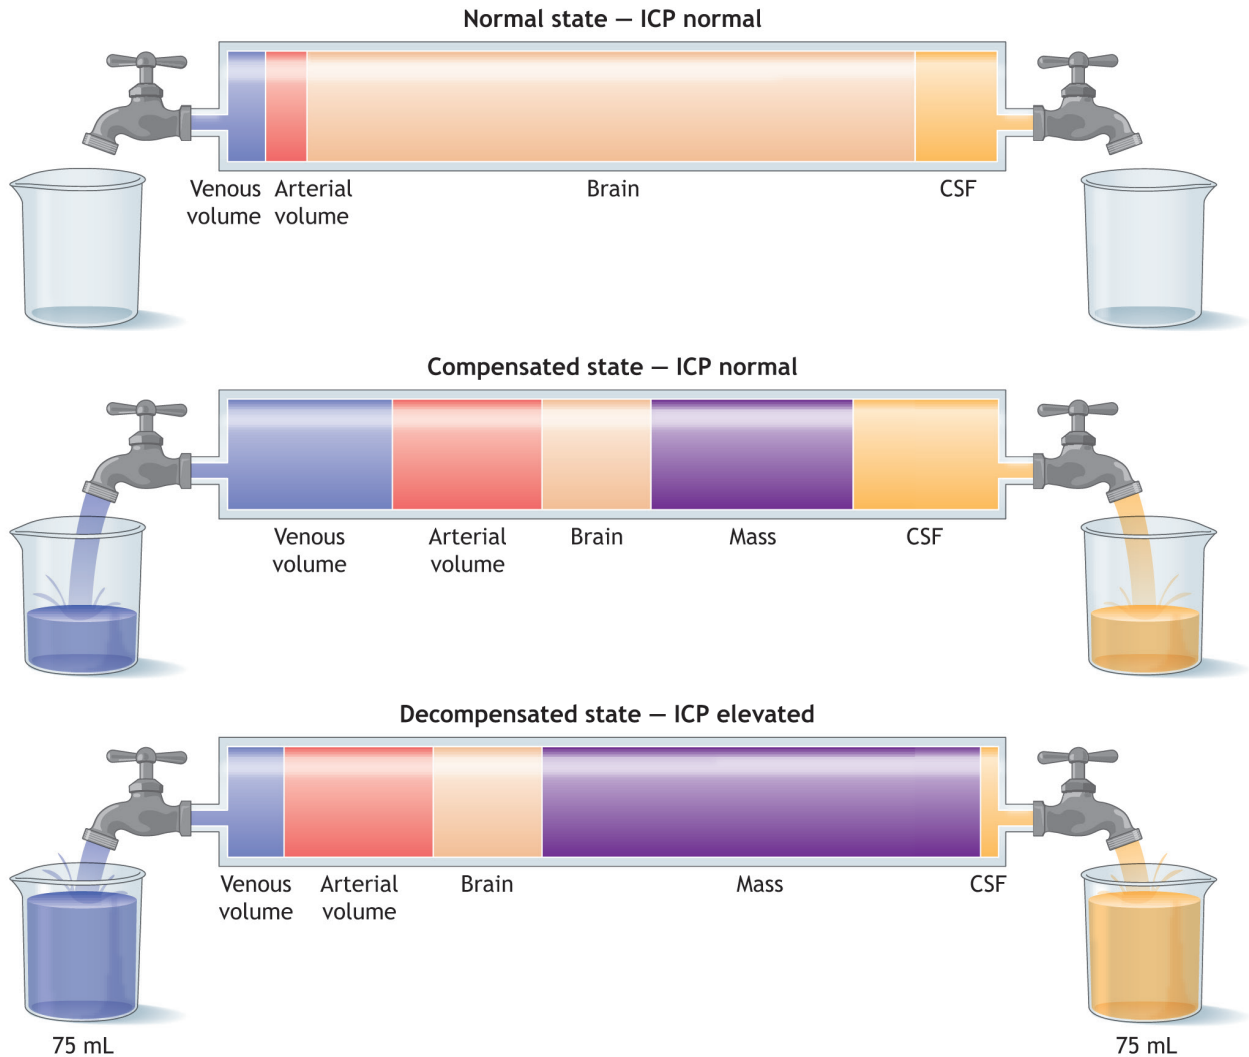 Normal state — ICP normal
Venous volume
Arterial volume
Brain
CSF
Compensated state — ICP normal
Venous volume
Arterial volume
Brain
Mass
CSF
Decompensated state — ICP elevated
Venous volume
Arterial volume
Brain
Mass
CSF
75 mL
75 mL